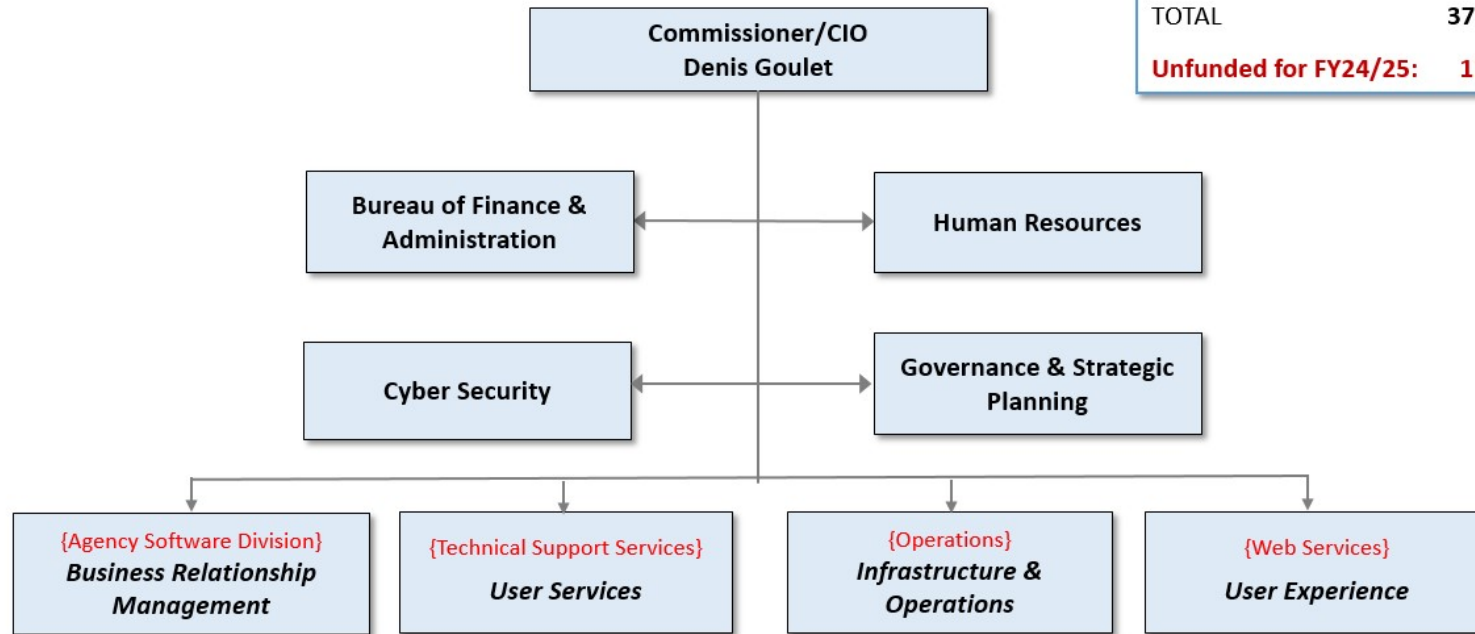 Commissioner/CIO
Denis Goulet
TOTAL 37
Unfunded for FY24/25: 1
Bureau of Finance &
Administration
Human Resources
Cyber Security
Governance & Strategic
Planning
{Agency Software Division}
Business Relationship
Management
{Technical Support Services}
User Services
{Operations}
Infrastructure &
Operations
{Web Services}
User Experience